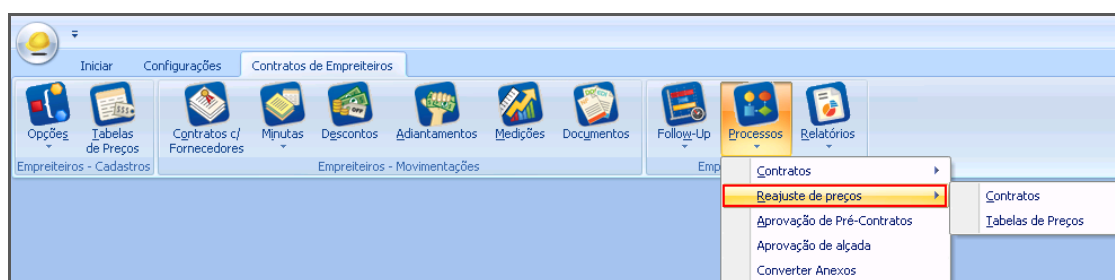 Iniciar Configurações Contratos de Empreiteiros
Opções Tabelas de Preços Contratos c/ Fornecedores Minutas Descontos Adiantamentos Medições Documentos Follow-Up Processos Relatórios
Empreiteiros - Cadastros Empreiteiros - Movimentações Emp
Contratos
Reajuste de preços Contratos
Aprovação de Pré-Contratos Tabelas de Preços
Aprovação de alçada
Converter Anexos